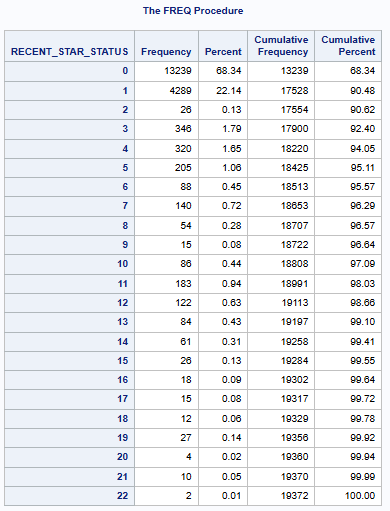 The FREQ Procedure
RECENT_STAR_STATUS Frequency Percent Cumulative Frequency Cumulative Percent
0 13239 68.34 13239 68.34
1 4289 22.14 17528 90.48
2 26 0.13 17554 90.62
3 346 1.79 17900 92.40
4 320 1.65 18220 94.05
5 205 1.06 18425 95.11
6 88 0.45 18513 95.57
7 140 0.72 18653 96.29
8 54 0.28 18707 96.57
9 15 0.08 18722 96.64
10 86 0.44 18808 97.09
11 183 0.94 18991 98.03
12 122 0.63 19113 98.66
13 84 0.43 19197 99.10
14 61 0.31 19258 99.41
15 26 0.13 19284 99.55
16 18 0.09 19302 99.64
17 15 0.08 19317 99.72
18 12 0.06 19329 99.78
19 27 0.14 19356 99.92
20 4 0.02 19360 99.94
21 10 0.05 19370 99.99
22 2 0.01 19372 100.00